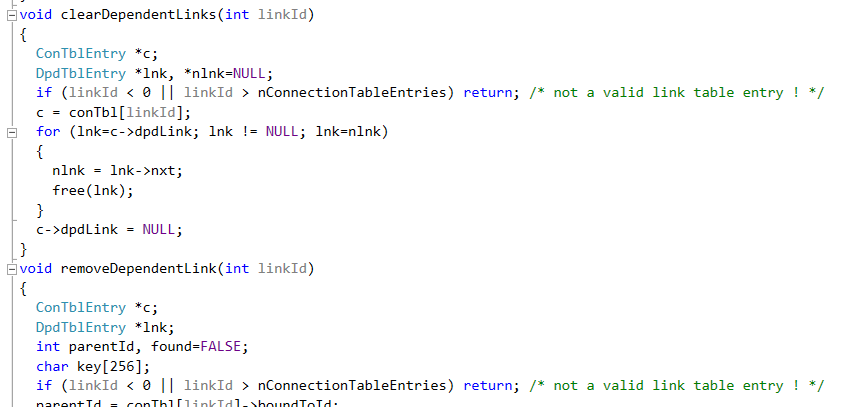 void clearDependentLinks(int linkId)
{
ConTblEntry *c;
DpdTblEntry *lnk, *nlnk=NULL;
if (linkId < 0 || linkId > nConnectionTableEntries) return; /* not a valid link table entry ! */
c = conTbl[linkId];
for (lnk=c->dpdLink; lnk != NULL; lnk=nlnk)
{
nlnk = lnk->nxt;
free(lnk);
}
c->dpdLink = NULL;
}
void removeDependentLink(int linkId)
{
ConTblEntry *c;
DpdTblEntry *lnk;
int parentId, found=FALSE;
char key[256];
if (linkId < 0 || linkId > nConnectionTableEntries) return; /* not a valid link table entry ! */
parentId = conTbl[linkId]->boundToId;